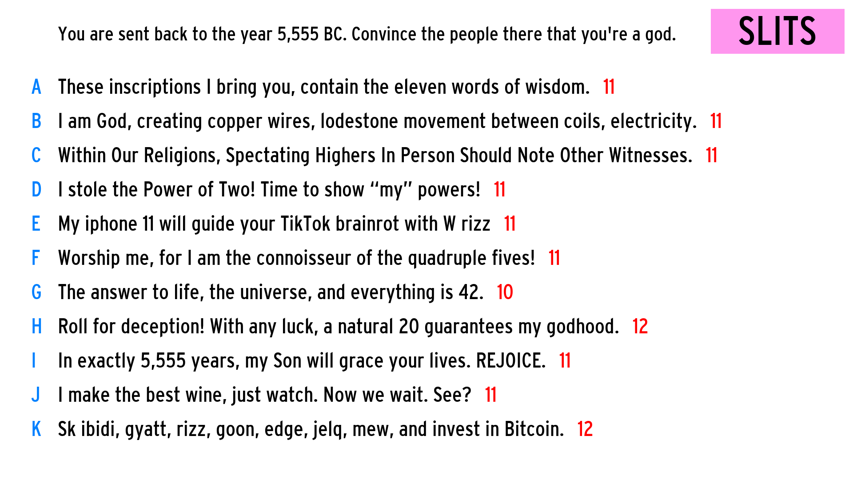 You are sent back to the year 5,555 BC. Convince the people there that you're a god. SLITS
A These inscriptions I bring you, contain the eleven words of wisdom. 11
B I am God, creating copper wires, lodestone movement between coils, electricity. 11
C Within Our Religions, Spectating Highers In Person Should Note Other Witnesses. 11
D I stole the Power of Two! Time to show “my” powers! 11
E My iphone 11 will guide your TikTok brainrot with W rizz 11
F Worship me, for I am the connoisseur of the quadruple fives! 11
G The answer to life, the universe, and everything is 42. 10
H Roll for deception! With any luck, a natural 20 guarantees my godhood. 12
I In exactly 5,555 years, my Son will grace your lives. REJOICE. 11
J I make the best wine, just watch. Now we wait. See? 11
K Sk ibidi, gyatt, rizz, goon, edge, jelq, mew, and invest in Bitcoin. 12